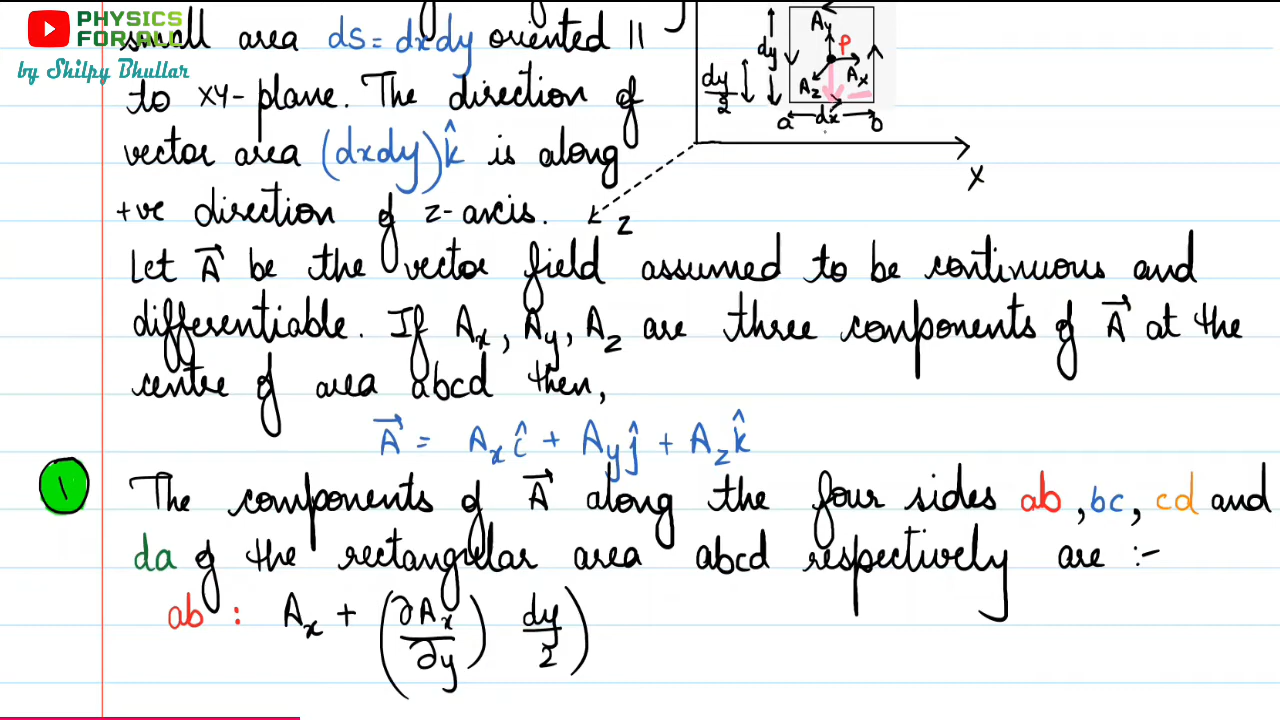 PHYSICS
FOR ALL
by Shilpy Bhullar
small area dS = dxdy oriented ||
to XY-plane. The direction of
vector area (dxdy)k̂ is along
+ve direction of z-axis.
Ay
P
dy
Ax
Az
dy/2
a dx b
X
Z
Let A⃗ be the vector field assumed to be continuous and
differentiable. If Ax, Ay, Az are three components of A⃗ at the
centre of area abcd then,
A⃗ = Ax î + Ay ĵ + Az k̂
1 The components of A⃗ along the four sides ab, bc, cd and
da of the rectangular area abcd respectively are :-
ab : Ax + (∂Ax/∂y) dy/2)